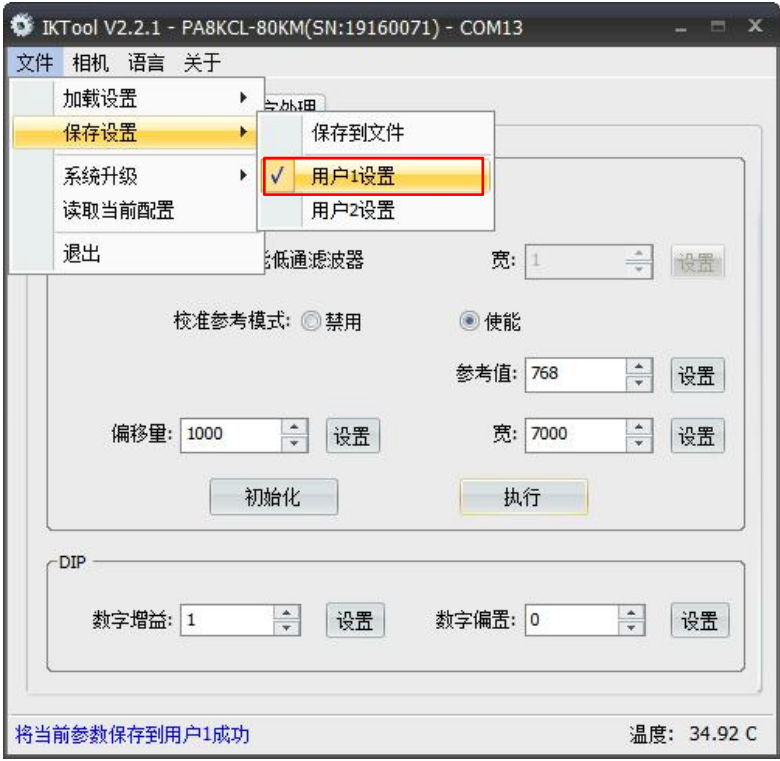 IKTool V2.2.1 - PA8KCL-80KM(SN:19160071) - COM13
文件 相机 语言 关于
加载设置
保存设置 保存到文件
系统升级 用户1设置
读取当前配置 用户2设置
退出
低通滤波器 宽: 1 设置
校准参考模式: 禁用 使能
参考值: 768 设置
偏移量: 1000 设置 宽: 7000 设置
初始化 执行
DIP
数字增益: 1 设置 数字偏置: 0 设置
将当前参数保存到用户1成功 温度: 34.92 C